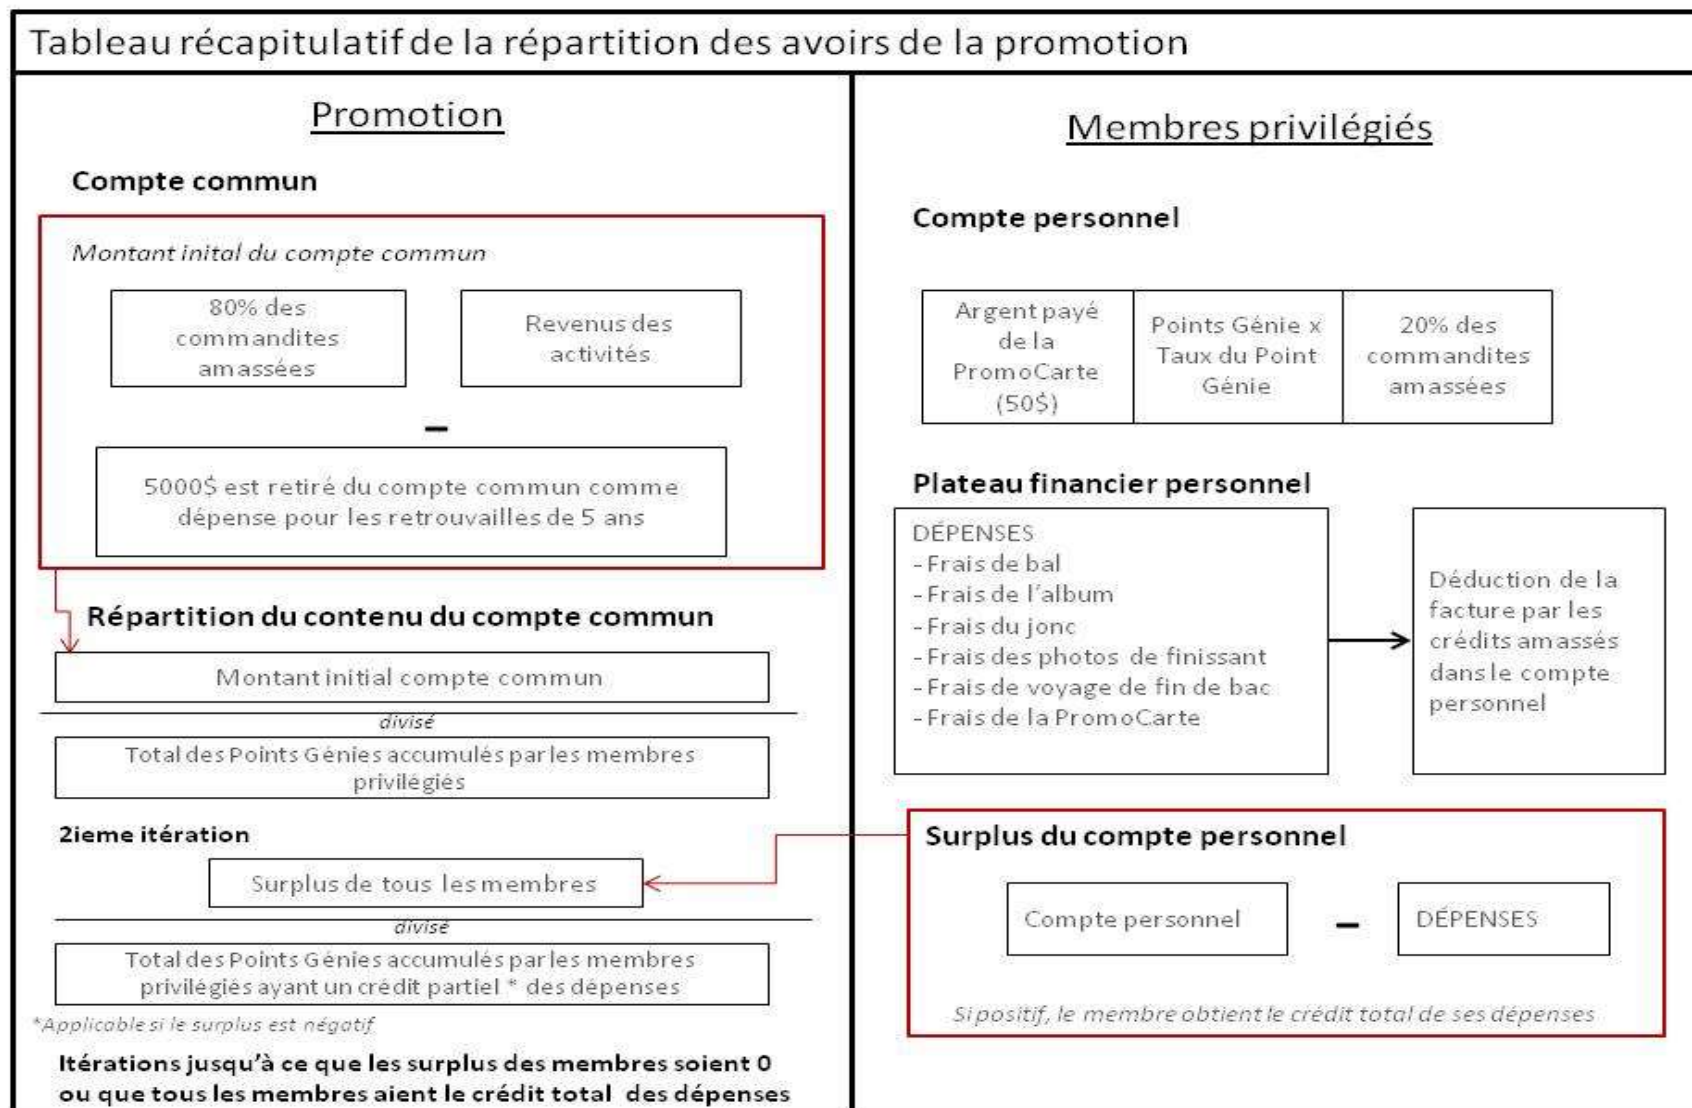 Tableau récapitulatif de la répartition des avoirs de la promotion
Promotion
Compte commun
Montant inital du compte commun
80% des
commandites
amassées
Revenus des
activités
–
5000$ est retiré du compte commun comme
dépense pour les retrouvailles de 5 ans
Répartition du contenu du compte commun
Montant initial compte commun
divisé
Total des Points Génies accumulés par les membres
privilégiés
2ieme itération
Surplus de tous les membres
divisé
Total des Points Génies accumulés par les membres
privilégiés ayant un crédit partiel * des dépenses
*Applicable si le surplus est négatif
Itérations jusqu'à ce que les surplus des membres soient 0
ou que tous les membres aient le crédit total des dépenses
Membres privilégiés
Compte personnel
Argent payé
de la
PromoCarte
(50$)
Points Génie x
Taux du Point
Génie
20% des
commandites
amassées
Plateau financier personnel
DÉPENSES
- Frais de bal
- Frais de l'album
- Frais du jonc
- Frais des photos de finissant
- Frais de voyage de fin de bac
- Frais de la PromoCarte
Déduction de la
facture par les
crédits amassés
dans le compte
personnel
Surplus du compte personnel
Compte personnel
–
DÉPENSES
Si positif, le membre obtient le crédit total de ses dépenses